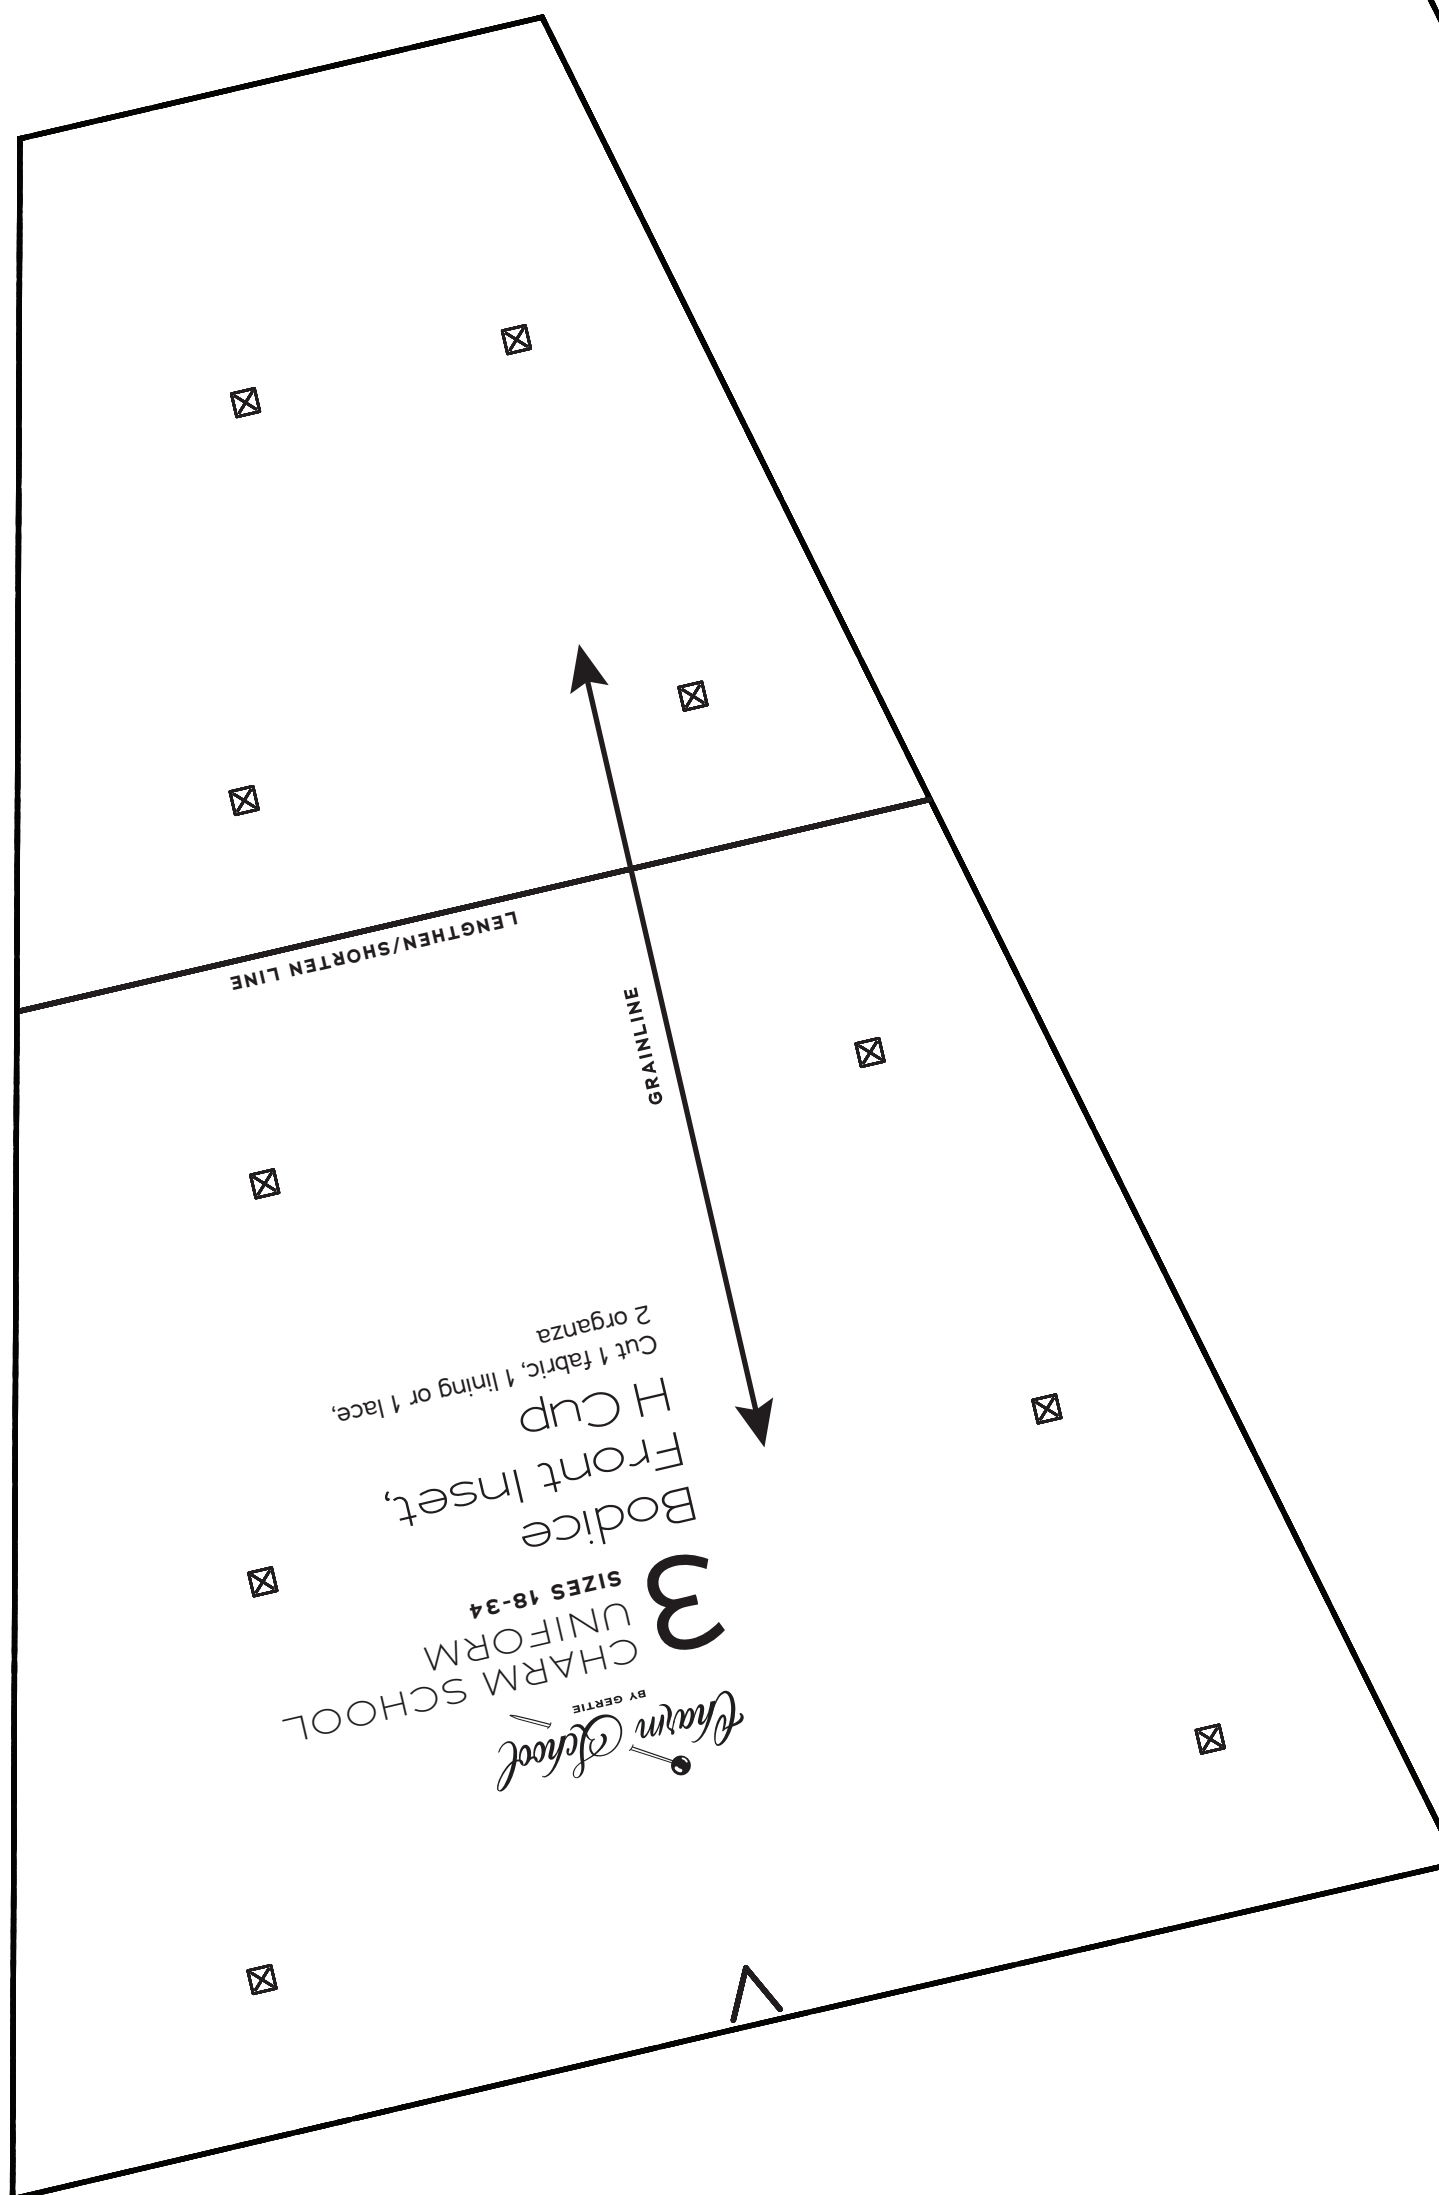 Charm School
BY GERTIE
CHARM SCHOOL
UNIFORM
SIZES 18-34
3
Bodice
Front Inset,
H Cup
Cut 1 fabric, 1 lining or 1 lace,
2 organza
GRAINLINE
LENGTHEN/SHORTEN LINE